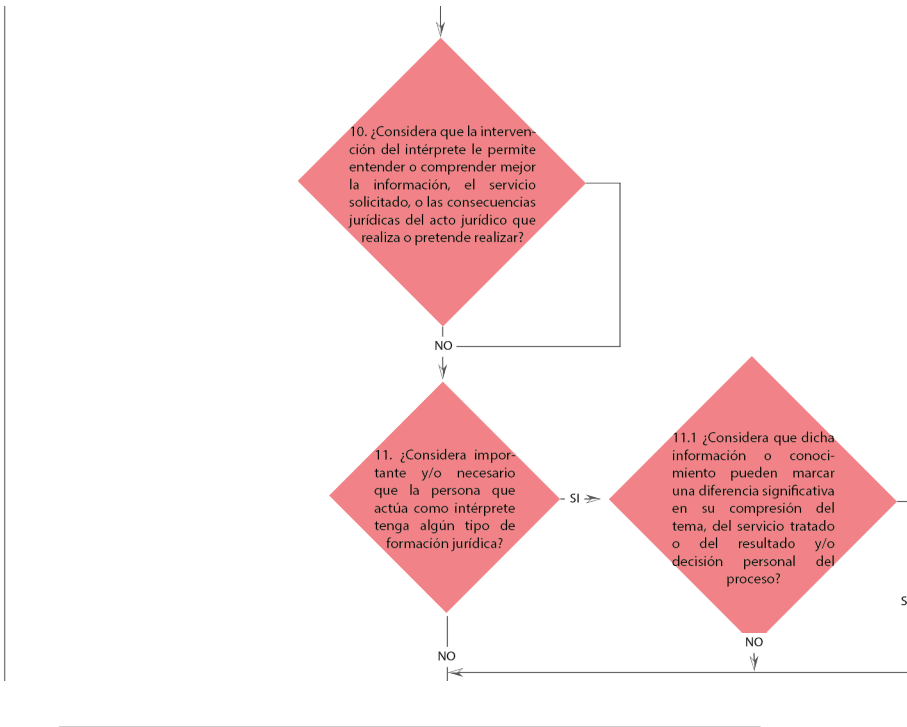 10. ¿Considera que la interven-
ción del intérprete le permite
entender o comprender mejor
la información, el servicio
solicitado, o las consecuencias
jurídicas del acto jurídico que
realiza o pretende realizar?
NO
11. ¿Considera impor-
tante y/o necesario
que la persona que
actúa como intérprete
tenga algún tipo de
formación jurídica?
SI
11.1 ¿Considera que dicha
información o conoci-
miento pueden marcar
una diferencia significativa
en su compresión del
tema, del servicio tratado
o del resultado y/o
decisión personal del
proceso?
S
NO
NO